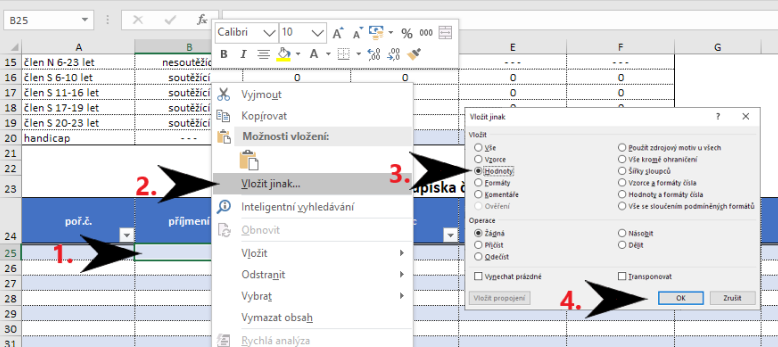 B25
Calibri 10 A A % 000
B I A ,00 ,0
A B E F G
15 člen N 6-23 let nesoutěžíc --- ---
16 člen S 6-10 let soutěžící 0 0 0 0
17 člen S 11-16 let soutěžící 0 0
18 člen S 17-19 let soutěžící 0 0
19 člen S 20-23 let soutěžící 0 0
20 handicap ---
21
22
23
24 poř.č. příjmení
25
26
27
28
29
30
31
1.
2.
3.
4.
Vyjmout
Kopírovat
Možnosti vložení:
Vložit jinak...
Inteligentní vyhledávání
Obnovit
Vložit
Odstranit
Vybrat
Vymazat obsah
Rychlá analýza
Vložit jinak ? ×
Vložit
Vše Použít zdrojový motiv u všech
Vzorce Vše kromě ohraničení
Hodnoty Šířky sloupců
Formáty Vzorce a formáty čísla
Komentáře Hodnoty a formáty čísla
Ověření Vše se sloučením podmíněných formátů
Operace
Žádná Násobit
Přičíst Dělit
Odečíst
Vynechat prázdné Transponovat
Vložit propojení OK Zrušit